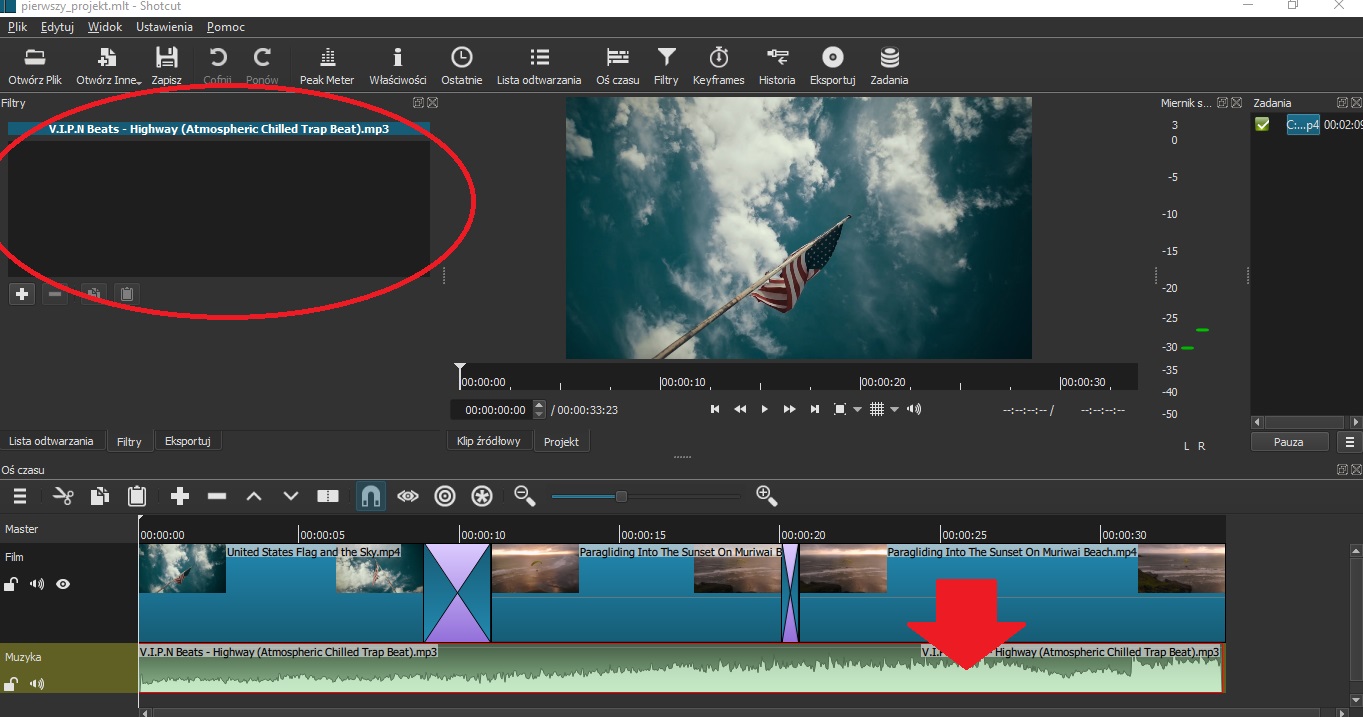 pierwszy_projekt.mlt - Shotcut
Plik Edytuj Widok Ustawienia Pomoc
Otwórz Plik Otwórz Inne Zapisz Cofnij Ponów Peak Meter Właściwości Ostatnie Lista odtwarzania Oś czasu Filtry Keyframes Historia Eksportuj Zadania
Filtry
V.I.P.N Beats - Highway (Atmospheric Chilled Trap Beat).mp3
Lista odtwarzania Filtry Eksportuj
00:00:00 00:00:10 00:00:20 00:00:30
00:00:00:00 / 00:00:33:23 --:--:--:-- / --:--:--:--
Klip źródłowy Projekt
Miernik s...
3
0
-5
-10
-15
-20
-25
-30
-35
-40
-50
L R
Zadania
C:...p4 00:02:09
Pauza
Oś czasu
Master
00:00:00 00:00:05 00:00:10 00:00:15 00:00:20 00:00:25 00:00:30
Film
United States Flag and the Sky.mp4 Paragliding Into The Sunset On Muriwai B Paragliding Into The Sunset On Muriwai Beach.mp4
Muzyka
V.I.P.N Beats - Highway (Atmospheric Chilled Trap Beat).mp3 V.I.P Highway (Atmospheric Chilled Trap Beat).mp3